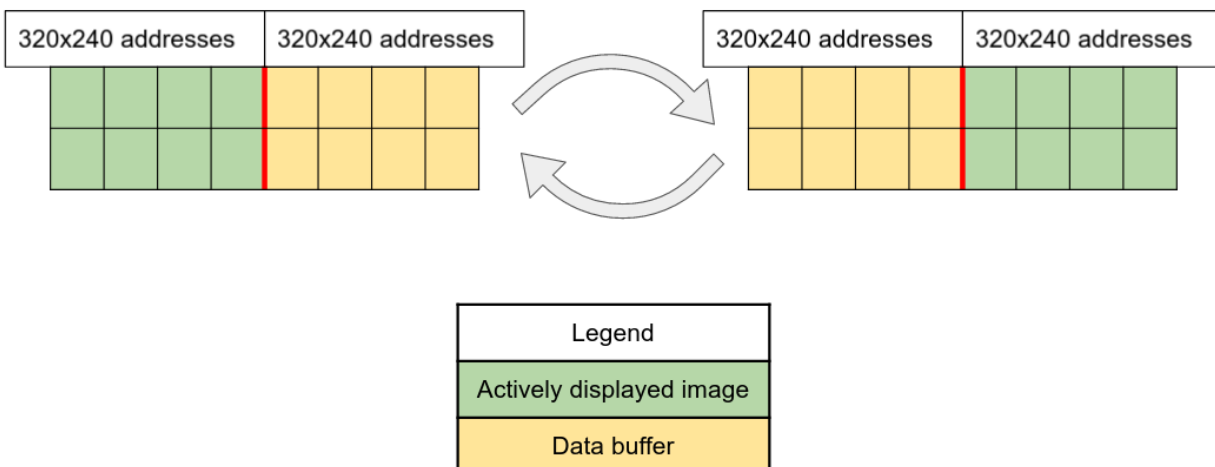 320x240 addresses
320x240 addresses
320x240 addresses
320x240 addresses
Legend
Actively displayed image
Data buffer